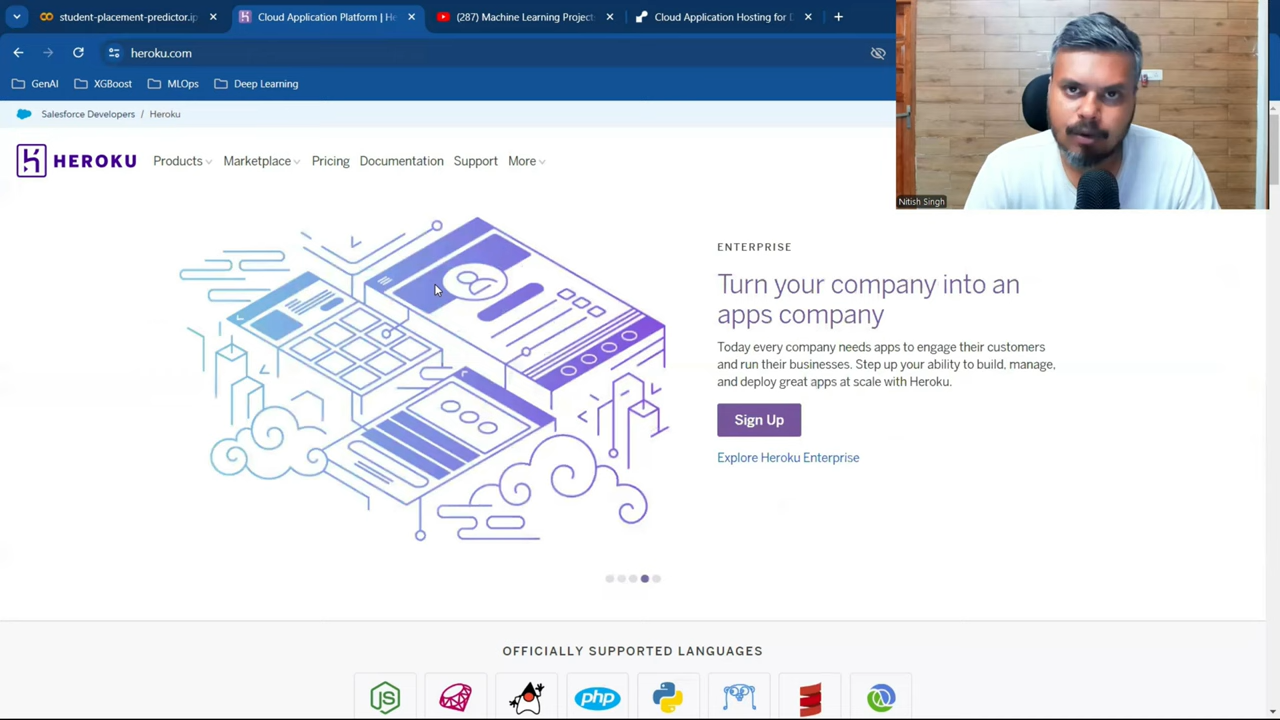 student-placement-predictor.ip
Cloud Application Platform | He
(287) Machine Learning Project
Cloud Application Hosting for D
heroku.com
GenAI
XGBoost
MLOps
Deep Learning
Salesforce Developers / Heroku
HEROKU
Products
Marketplace
Pricing
Documentation
Support
More
Nitish Singh
ENTERPRISE
Turn your company into an
apps company
Today every company needs apps to engage their customers
and run their businesses. Step up your ability to build, manage,
and deploy great apps at scale with Heroku.
Sign Up
Explore Heroku Enterprise
OFFICIALLY SUPPORTED LANGUAGES
php